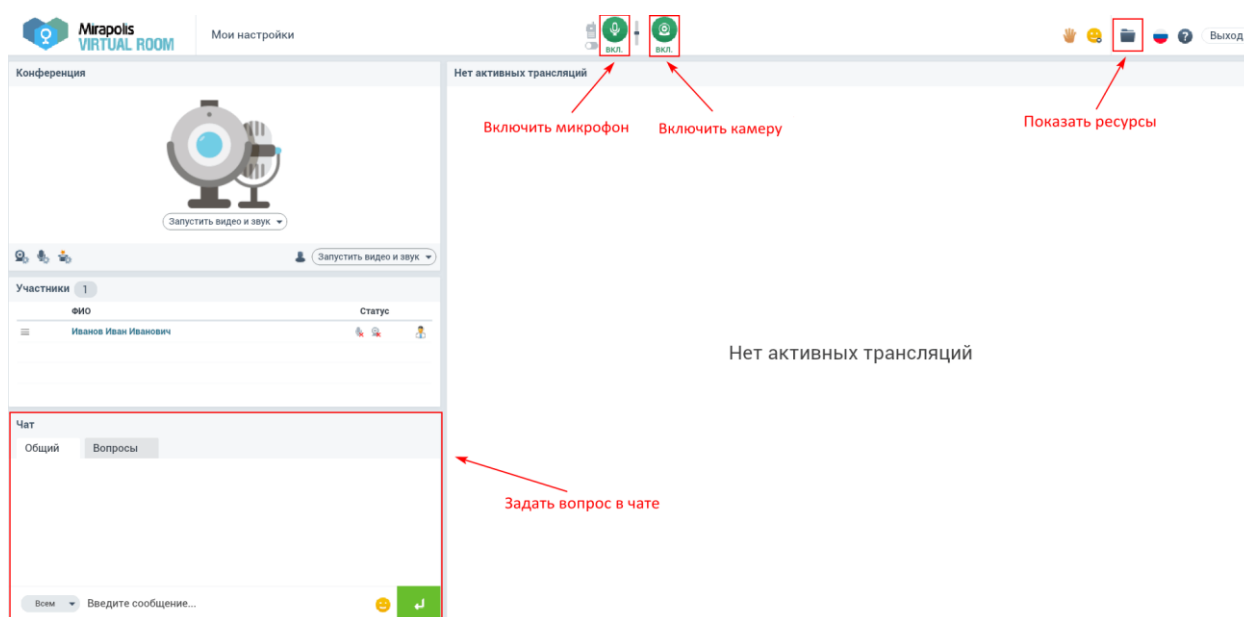 Mirapolis
VIRTUAL ROOM
Мои настройки
вкл.
вкл.
Выход
Конференция
Нет активных трансляций
Включить микрофон
Включить камеру
Показать ресурсы
Запустить видео и звук
Запустить видео и звук
Участники 1
ФИО Статус
Иванов Иван Иванович
Нет активных трансляций
Чат
Общий Вопросы
Задать вопрос в чате
Всем Введите сообщение...